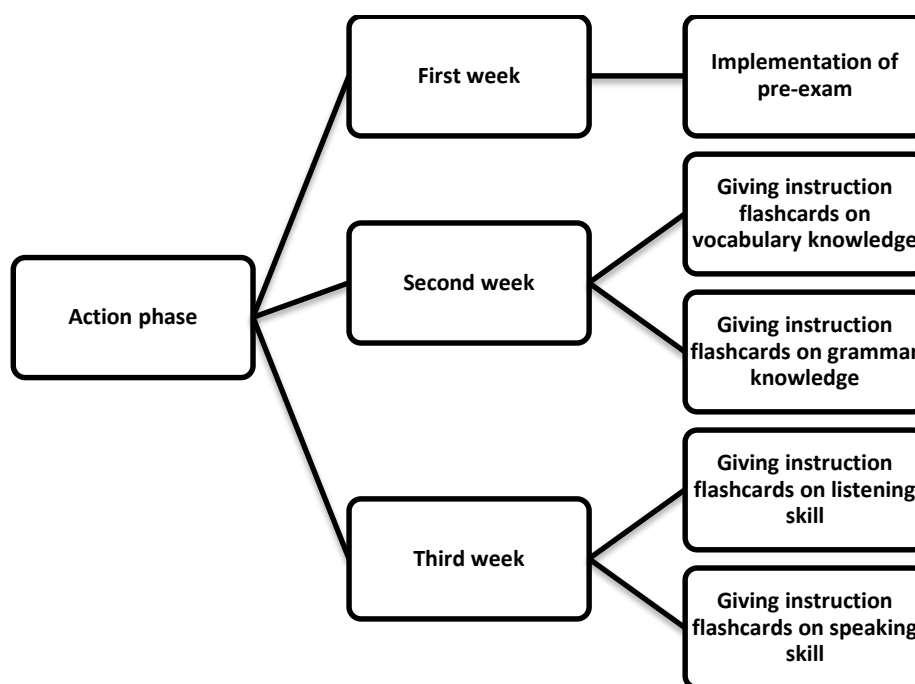 First week
Implementation of
pre-exam
Giving instruction
flashcards on
vocabulary knowledge
Action phase
Second week
Giving instruction
flashcards on grammar
knowledge
Third week
Giving instruction
flashcards on listening
skill
Giving instruction
flashcards on speaking
skill